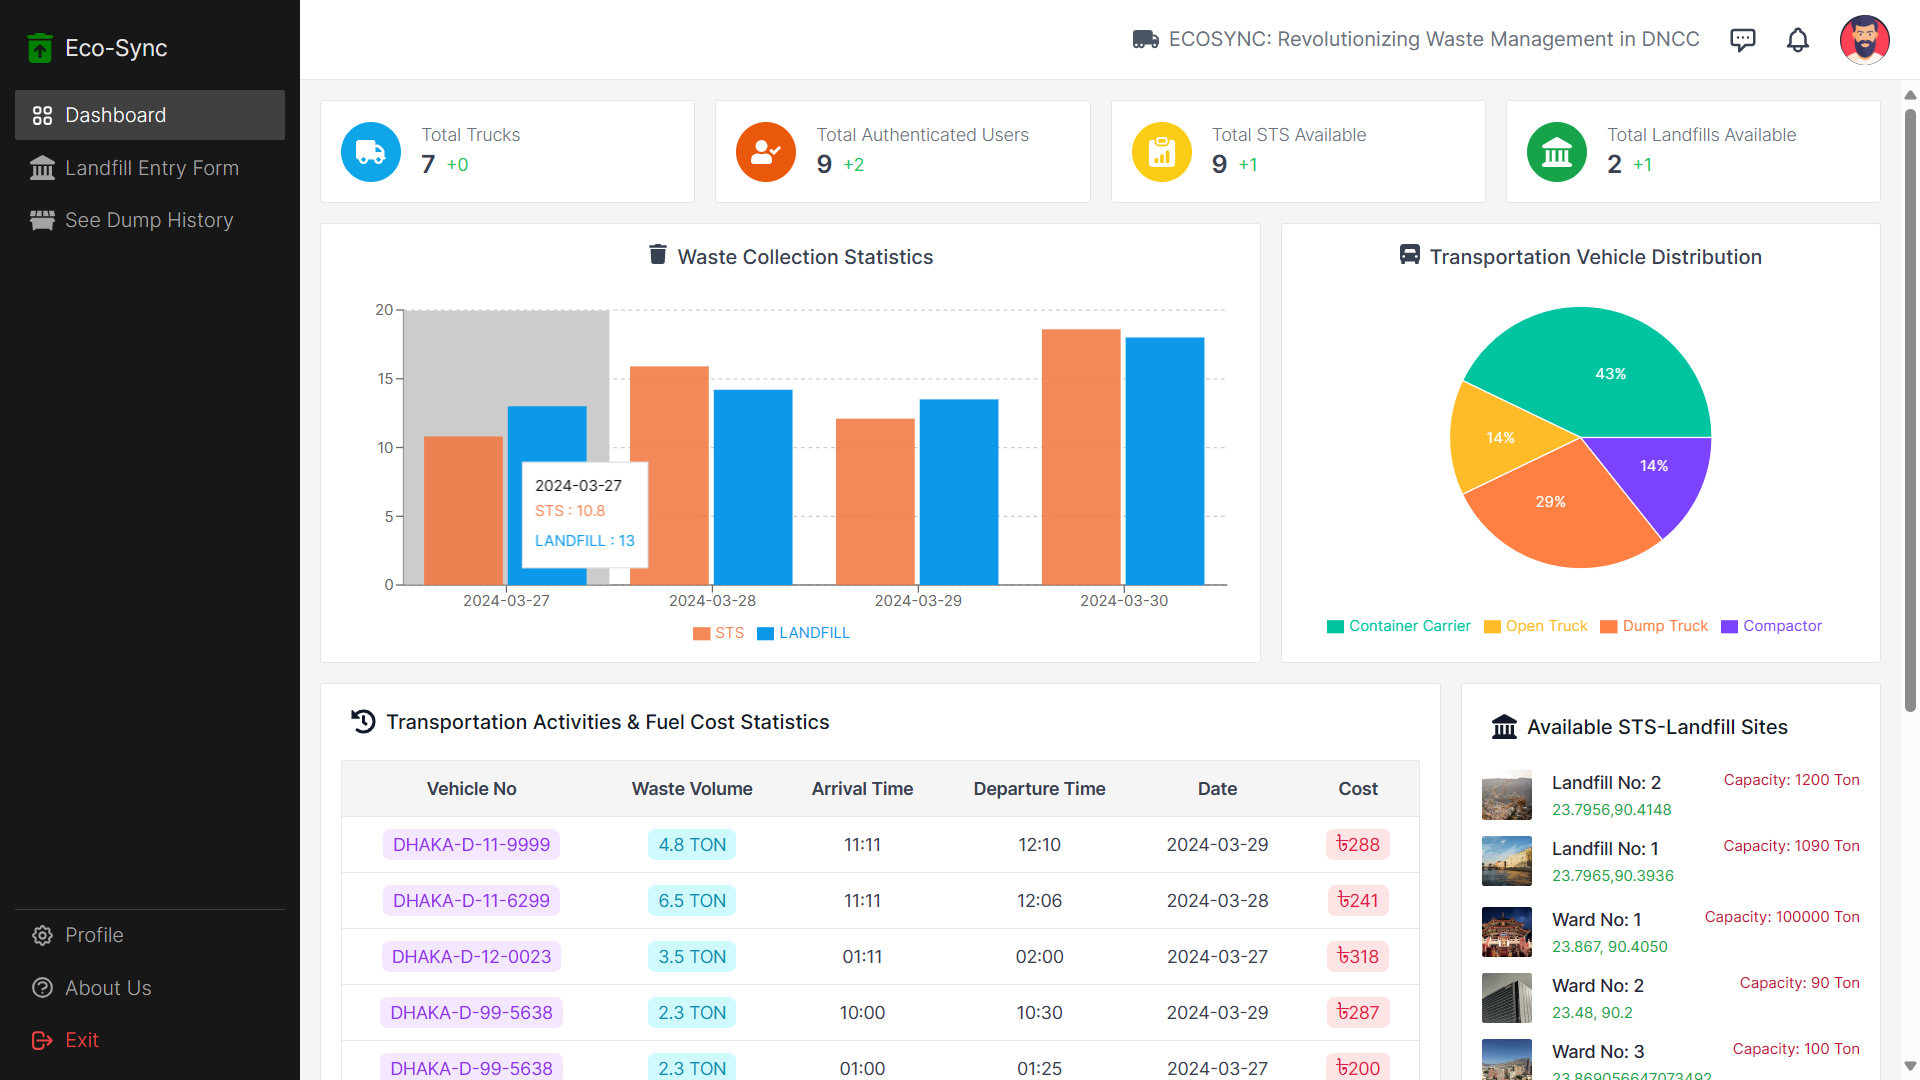 Eco-Sync
Dashboard
Landfill Entry Form
See Dump History
Profile
About Us
Exit
ECOSYNC: Revolutionizing Waste Management in DNCC
Total Trucks
7 +0
Total Authenticated Users
9 +2
Total STS Available
9 +1
Total Landfills Available
2 +1
Waste Collection Statistics
20
15
10
5
0
2024-03-27
STS : 10.8
LANDFILL : 13
2024-03-27 2024-03-28 2024-03-29 2024-03-30
STS LANDFILL
Transportation Vehicle Distribution
43%
14%
14%
29%
Container Carrier Open Truck Dump Truck Compactor
Transportation Activities & Fuel Cost Statistics
Vehicle No Waste Volume Arrival Time Departure Time Date Cost
DHAKA-D-11-9999 4.8 TON 11:11 12:10 2024-03-29 ৳288
DHAKA-D-11-6299 6.5 TON 11:11 12:06 2024-03-28 ৳241
DHAKA-D-12-0023 3.5 TON 01:11 02:00 2024-03-27 ৳318
DHAKA-D-99-5638 2.3 TON 10:00 10:30 2024-03-29 ৳287
DHAKA-D-99-5638 2.3 TON 01:00 01:25 2024-03-27 ৳200
Available STS-Landfill Sites
Landfill No: 2 Capacity: 1200 Ton
23.7956,90.4148
Landfill No: 1 Capacity: 1090 Ton
23.7965,90.3936
Ward No: 1 Capacity: 100000 Ton
23.867, 90.4050
Ward No: 2 Capacity: 90 Ton
23.48, 90.2
Ward No: 3 Capacity: 100 Ton
23.869056647073492